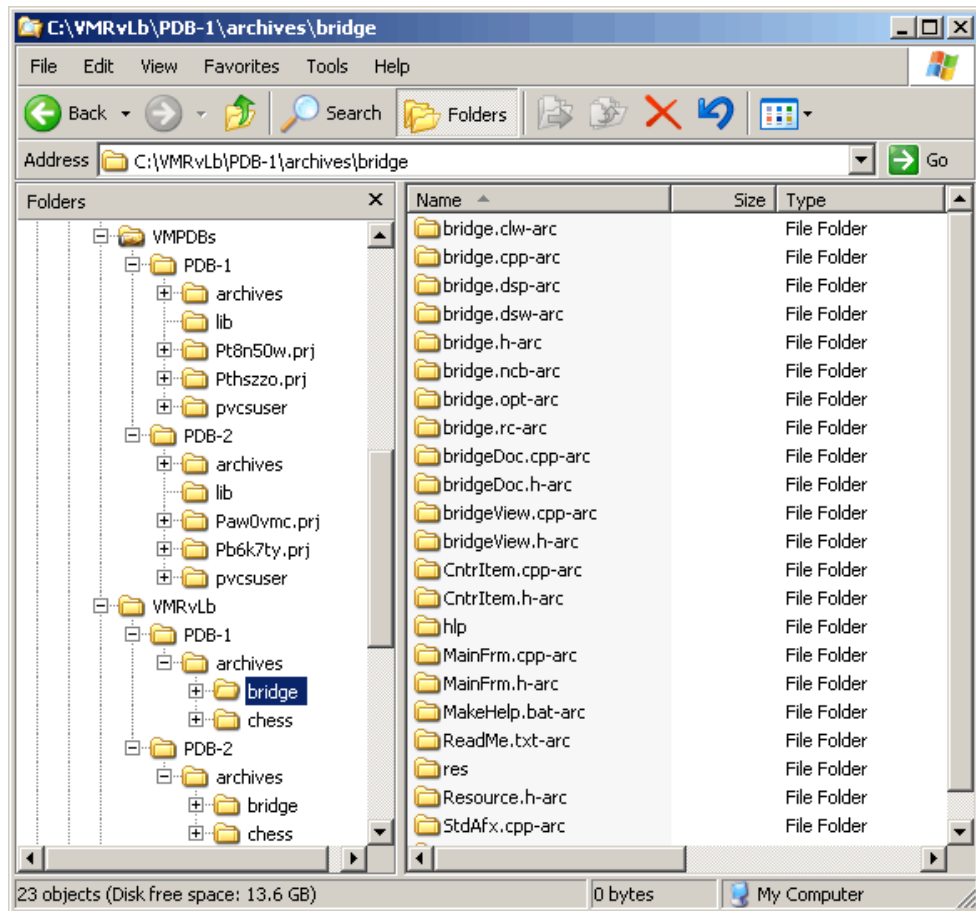 C:\VMRvLb\PDB-1\archives\bridge
File Edit View Favorites Tools Help
Back Search Folders
Address C:\VMRvLb\PDB-1\archives\bridge Go
Folders
VMPDBs
PDB-1
archives
lib
Pt8n50w.prj
Pthszzo.prj
pvcsuser
PDB-2
archives
lib
Paw0vmc.prj
Pb6k7ty.prj
pvcsuser
VMRvLb
PDB-1
archives
bridge
chess
PDB-2
archives
bridge
chess
Name Size Type
bridge.clw-arc File Folder
bridge.cpp-arc File Folder
bridge.dsp-arc File Folder
bridge.dsw-arc File Folder
bridge.h-arc File Folder
bridge.ncb-arc File Folder
bridge.opt-arc File Folder
bridge.rc-arc File Folder
bridgeDoc.cpp-arc File Folder
bridgeDoc.h-arc File Folder
bridgeView.cpp-arc File Folder
bridgeView.h-arc File Folder
CntrItem.cpp-arc File Folder
CntrItem.h-arc File Folder
hlp File Folder
MainFrm.cpp-arc File Folder
MainFrm.h-arc File Folder
MakeHelp.bat-arc File Folder
ReadMe.txt-arc File Folder
res File Folder
Resource.h-arc File Folder
StdAfx.cpp-arc File Folder
23 objects (Disk free space: 13.6 GB) 0 bytes My Computer